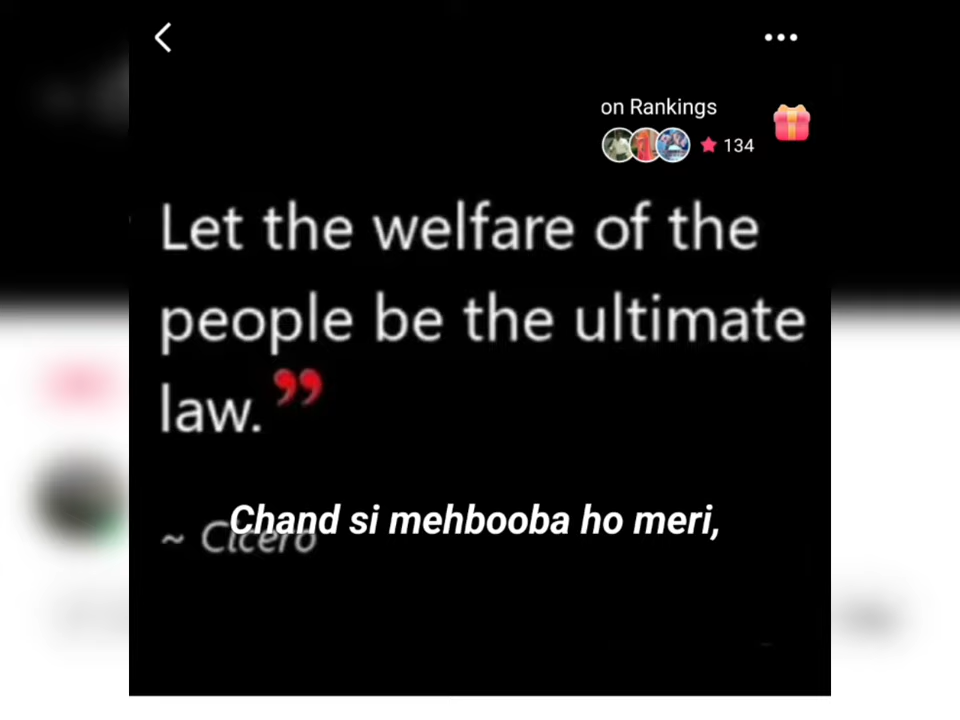 on Rankings
134
Let the welfare of the
people be the ultimate
law.”
~ Cicero
Chand si mehbooba ho meri,